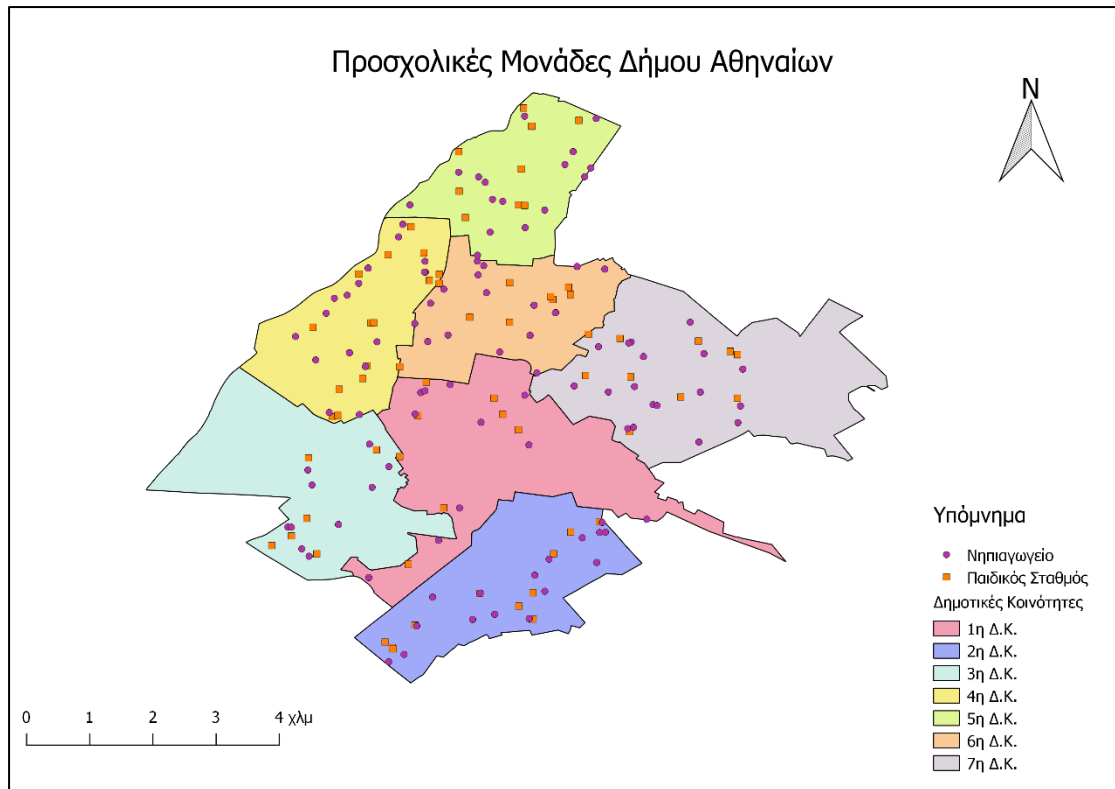 Προσχολικές Μονάδες Δήμου Αθηναίων
N
Υπόμνημα
Νηπιαγωγείο
Παιδικός Σταθμός
Δημοτικές Κοινότητες
1η Δ.Κ.
2η Δ.Κ.
3η Δ.Κ.
4η Δ.Κ.
5η Δ.Κ.
6η Δ.Κ.
7η Δ.Κ.
0 1 2 3 4 χλμ